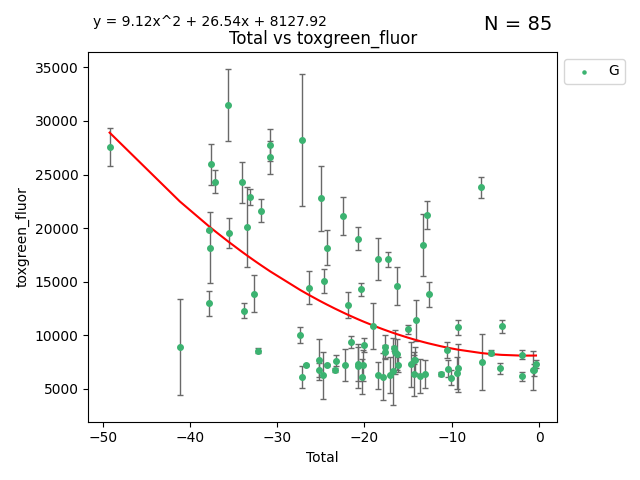 y = 9.12x^2 + 26.54x + 8127.92
N = 85
Total vs toxgreen_fluor
G
35000
30000
25000
20000
15000
10000
5000
toxgreen_fluor
−50
−40
−30
−20
−10
0
Total